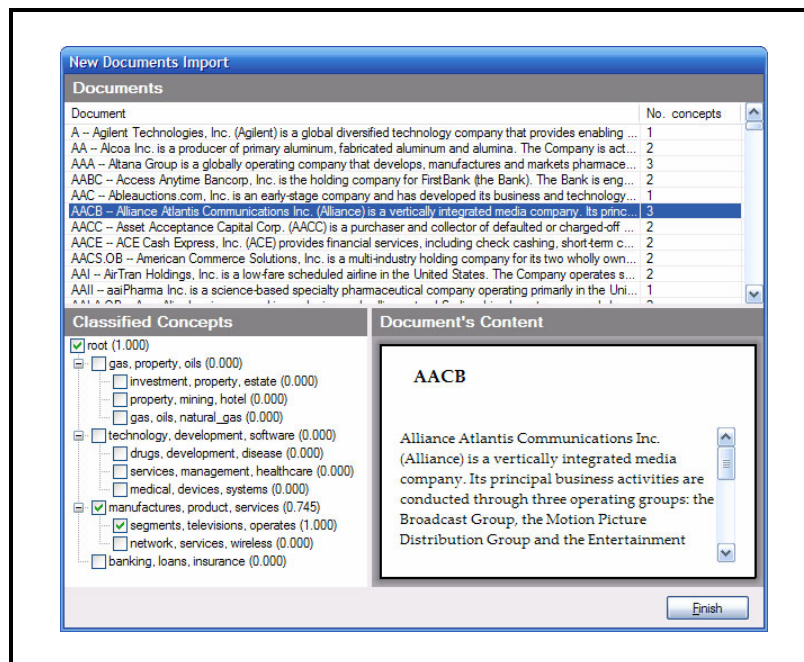 New Documents Import
Documents
Document No. concepts
A -- Agilent Technologies, Inc. (Agilent) is a global diversified technology company that provides enabling ... 1
AA -- Alcoa Inc. is a producer of primary aluminum, fabricated aluminum and alumina. The Company is act... 2
AAA -- Altana Group is a globally operating company that develops, manufactures and markets pharmace... 3
AABC -- Access Anytime Bancorp, Inc. is the holding company for FirstBank (the Bank). The Bank is eng... 2
AAC -- Ableauctions.com, Inc. is an early-stage company and has developed its business and technology... 1
AACB -- Alliance Atlantis Communications Inc. (Alliance) is a vertically integrated media company. Its princ... 3
AACC -- Asset Acceptance Capital Corp. (AACC) is a purchaser and collector of defaulted or charged-off ... 2
AACE -- ACE Cash Express, Inc. (ACE) provides financial services, including check cashing, short-term c... 2
AACS.OB -- American Commerce Solutions, Inc. is a multi-industry holding company for its two wholly own... 2
AAI -- AirTran Holdings, Inc. is a low-fare scheduled airline in the United States. The Company operates s... 2
AAII -- aaiPharma Inc. is a science-based specialty pharmaceutical company operating primarily in the Uni... 1
Classified Concepts
root (1.000)
gas, property, oils (0.000)
investment, property, estate (0.000)
property, mining, hotel (0.000)
gas, oils, natural_gas (0.000)
technology, development, software (0.000)
drugs, development, disease (0.000)
services, management, healthcare (0.000)
medical, devices, systems (0.000)
manufactures, product, services (0.745)
segments, televisions, operates (1.000)
network, services, wireless (0.000)
banking, loans, insurance (0.000)
Document's Content
AACB
Alliance Atlantis Communications Inc.
(Alliance) is a vertically integrated media
company. Its principal business activities are
conducted through three operating groups: the
Broadcast Group, the Motion Picture
Distribution Group and the Entertainment
Finish